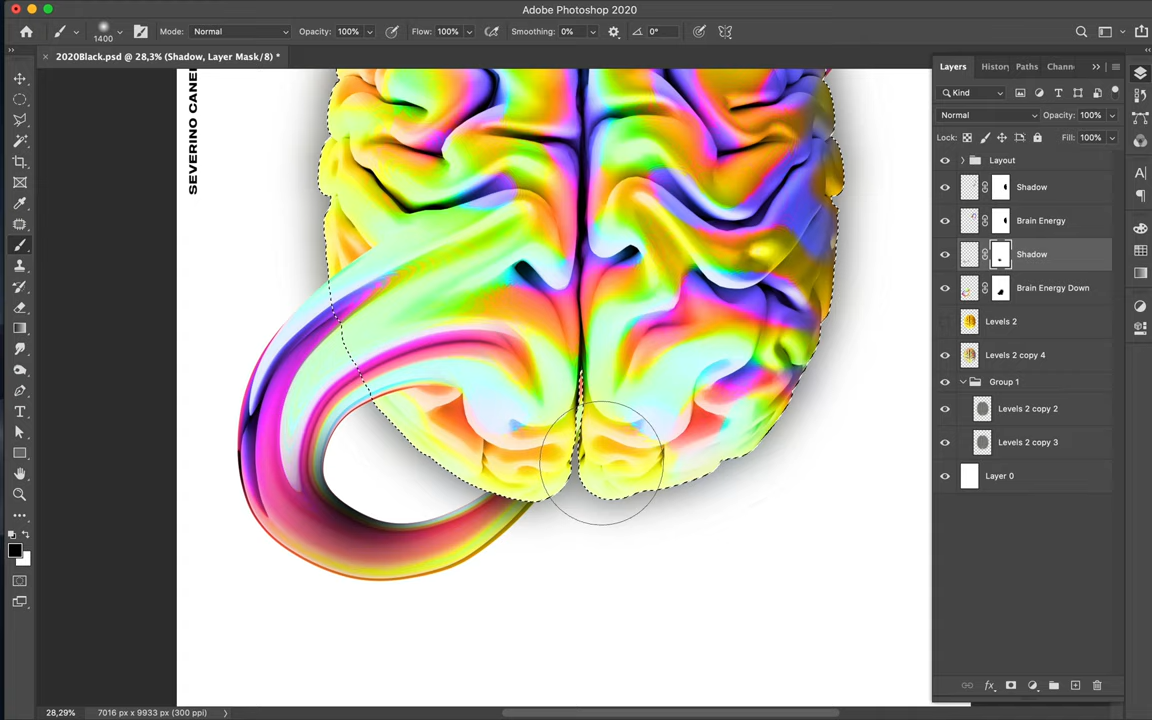 Adobe Photoshop 2020
1400
Mode:
Normal
Opacity:
100%
Flow:
100%
Smoothing:
0%
0°
2020Black.psd @ 28,3% (Shadow, Layer Mask/8) *
SEVERINO CANE
Layers
History
Paths
Chann
Kind
Normal
Opacity:
100%
Lock:
Fill:
100%
Layout
Shadow
Brain Energy
Shadow
Brain Energy Down
Levels 2
Levels 2 copy 4
Group 1
Levels 2 copy 2
Levels 2 copy 3
Layer 0
28,29%
7016 px x 9933 px (300 ppi)